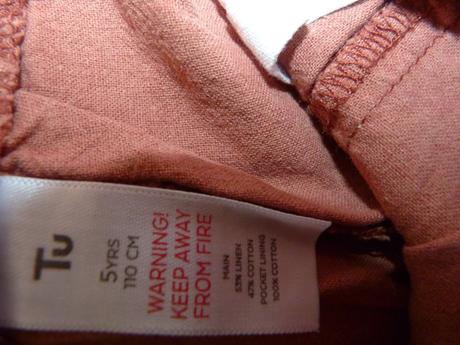 Tu
5YRS
110 CM
WARNING!
KEEP AWAY
FROM FIRE
MAIN
53% LINEN
47% COTTON
POCKET LINING
100% COTTON